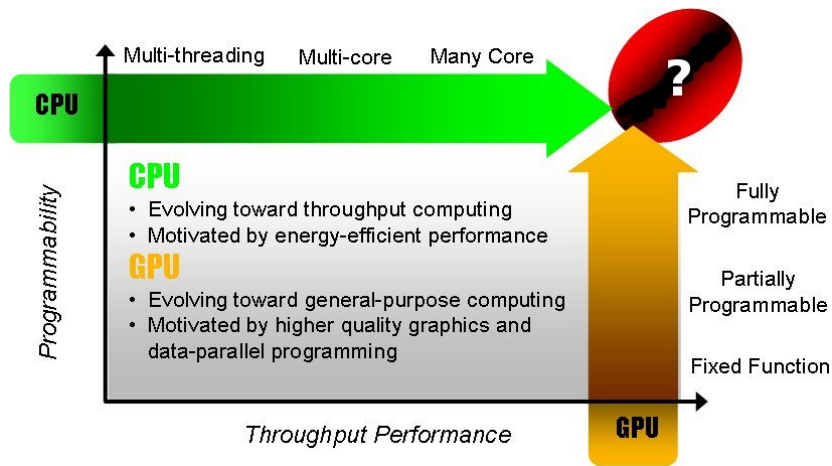 Multi-threading Multi-core Many Core
?
CPU
CPU
• Evolving toward throughput computing
• Motivated by energy-efficient performance
GPU
• Evolving toward general-purpose computing
• Motivated by higher quality graphics and
data-parallel programming
Programmability
Fully
Programmable
Partially
Programmable
Fixed Function
Throughput Performance
GPU